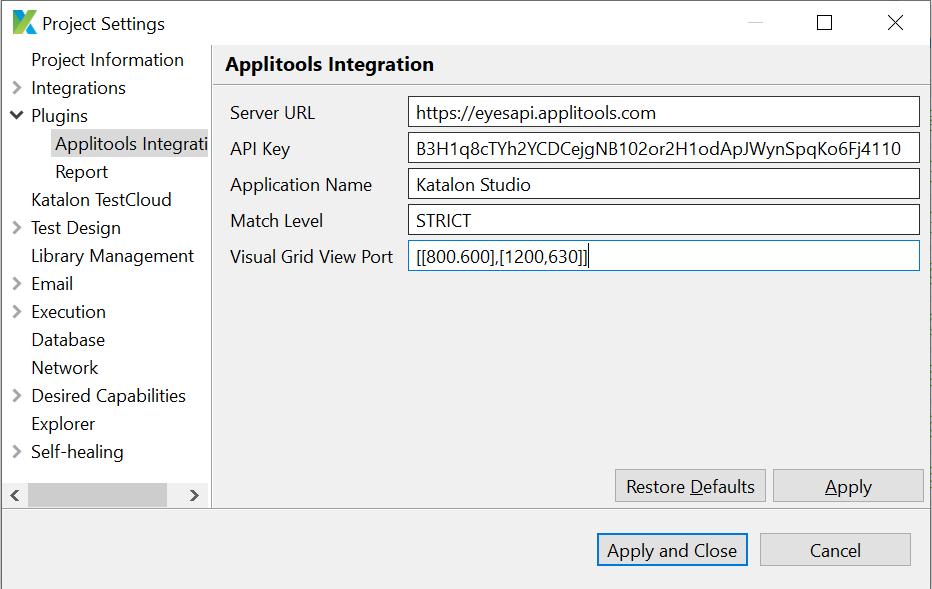 Project Settings
Project Information
Integrations
Plugins
Applitools Integrati
Report
Katalon TestCloud
Test Design
Library Management
Email
Execution
Database
Network
Desired Capabilities
Explorer
Self-healing
Applitools Integration
Server URL https://eyesapi.applitools.com
API Key B3H1q8cTYh2YCDCejgNB102or2H1odApJWynSpqKo6Fj4110
Application Name Katalon Studio
Match Level STRICT
Visual Grid View Port [[800.600],[1200,630]]
Restore Defaults Apply
Apply and Close Cancel